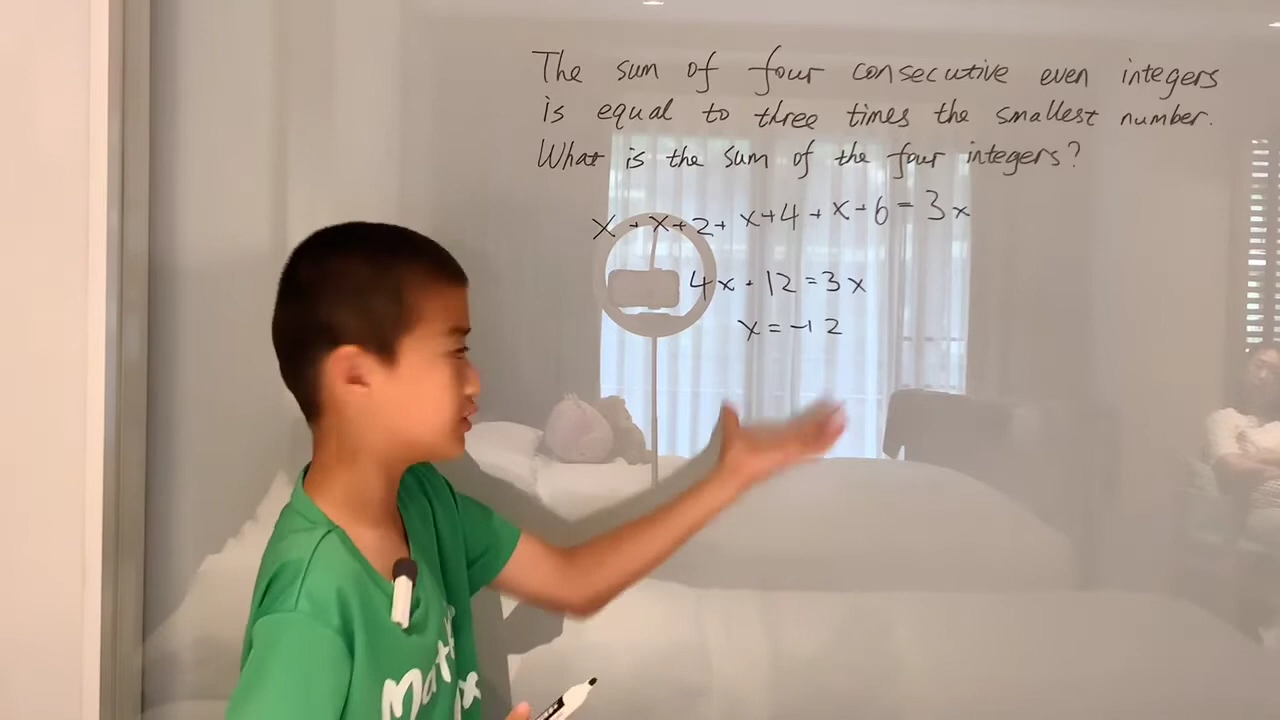 The sum of four consecutive even integers
is equal to three times the smallest number.
What is the sum of the four integers?
x + x+2+ x+4 + x+6 = 3x
4x+12=3x
x=-12
Math